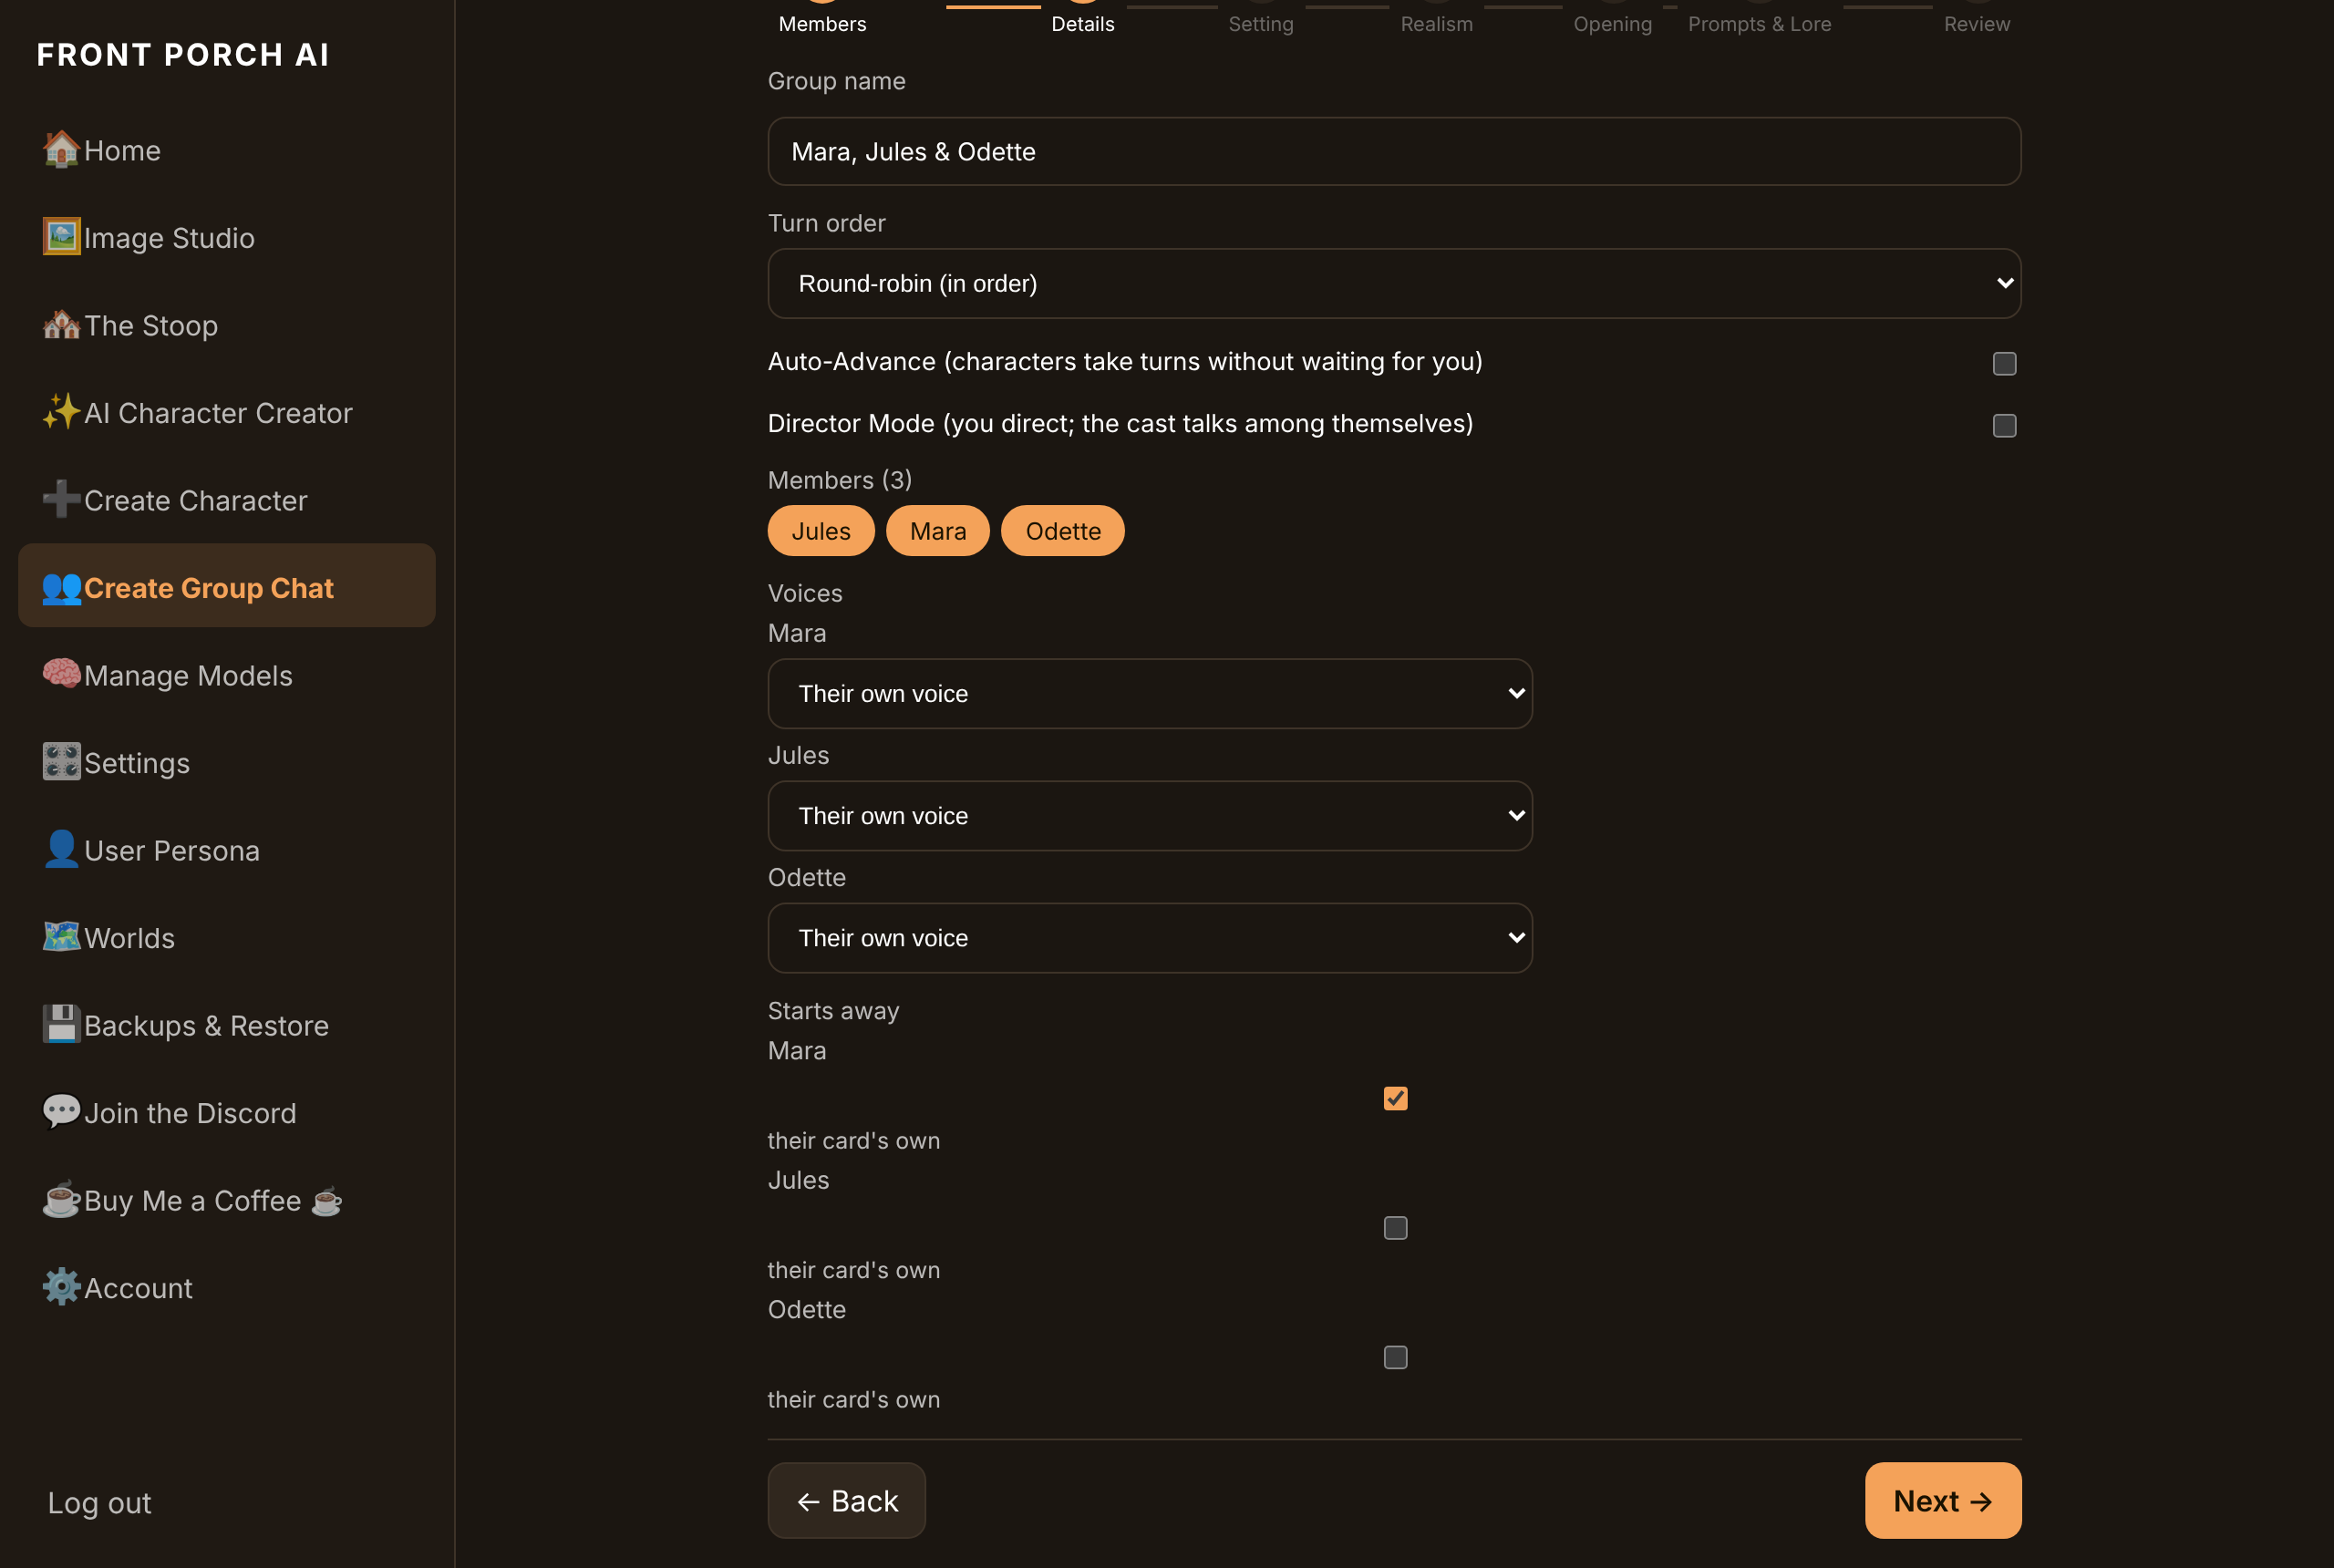 FRONT PORCH AI
Home
Image Studio
The Stoop
AI Character Creator
Create Character
Create Group Chat
Manage Models
Settings
User Persona
Worlds
Backups & Restore
Join the Discord
Buy Me a Coffee ☕
Account
Log out
Members
Details
Setting
Realism
Opening
Prompts & Lore
Review
Group name
Mara, Jules & Odette
Turn order
Round-robin (in order)
Auto-Advance (characters take turns without waiting for you)
Director Mode (you direct; the cast talks among themselves)
Members (3)
Jules
Mara
Odette
Voices
Mara
Their own voice
Jules
Their own voice
Odette
Their own voice
Starts away
Mara
their card's own
Jules
their card's own
Odette
their card's own
← Back
Next →